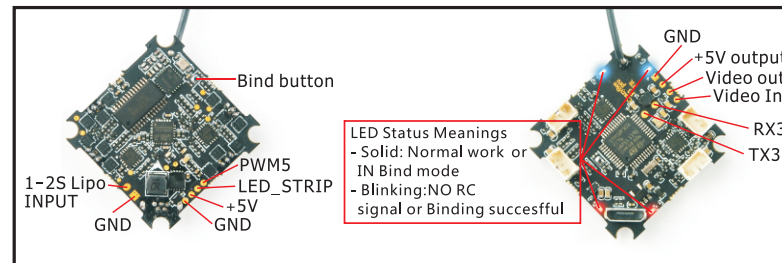 Bind button
PWM5
LED_STRIP
+5V
GND
1-2S Lipo
INPUT
GND
LED Status Meanings
- Solid: Normal work or
IN Bind mode
- Blinking:NO RC
signal or Binding succesfful
GND
+5V output
Video out
Video In
RX3
TX3